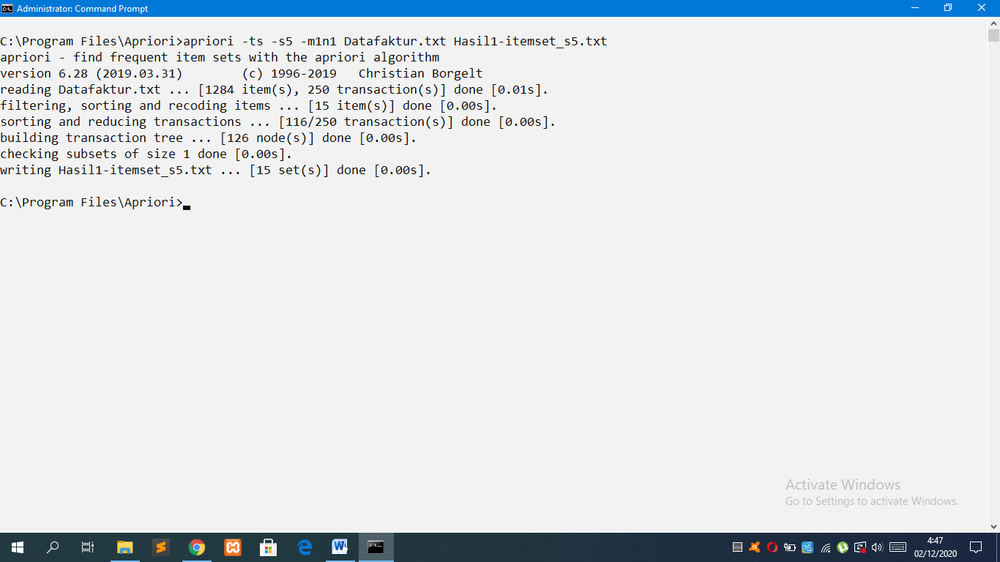 Administrator: Command Prompt
C:\Program Files\Apriori>apriori -ts -s5 -m1n1 Datafaktur.txt Hasil1-itemset_s5.txt
apriori - find frequent item sets with the apriori algorithm
version 6.28 (2019.03.31)        (c) 1996-2019   Christian Borgelt
reading Datafaktur.txt ... [1284 item(s), 250 transaction(s)] done [0.01s].
filtering, sorting and recoding items ... [15 item(s)] done [0.00s].
sorting and reducing transactions ... [116/250 transaction(s)] done [0.00s].
building transaction tree ... [126 node(s)] done [0.00s].
checking subsets of size 1 done [0.00s].
writing Hasil1-itemset_s5.txt ... [15 set(s)] done [0.00s].
C:\Program Files\Apriori>
Activate Windows
Go to Settings to activate Windows.
4:47
02/12/2020